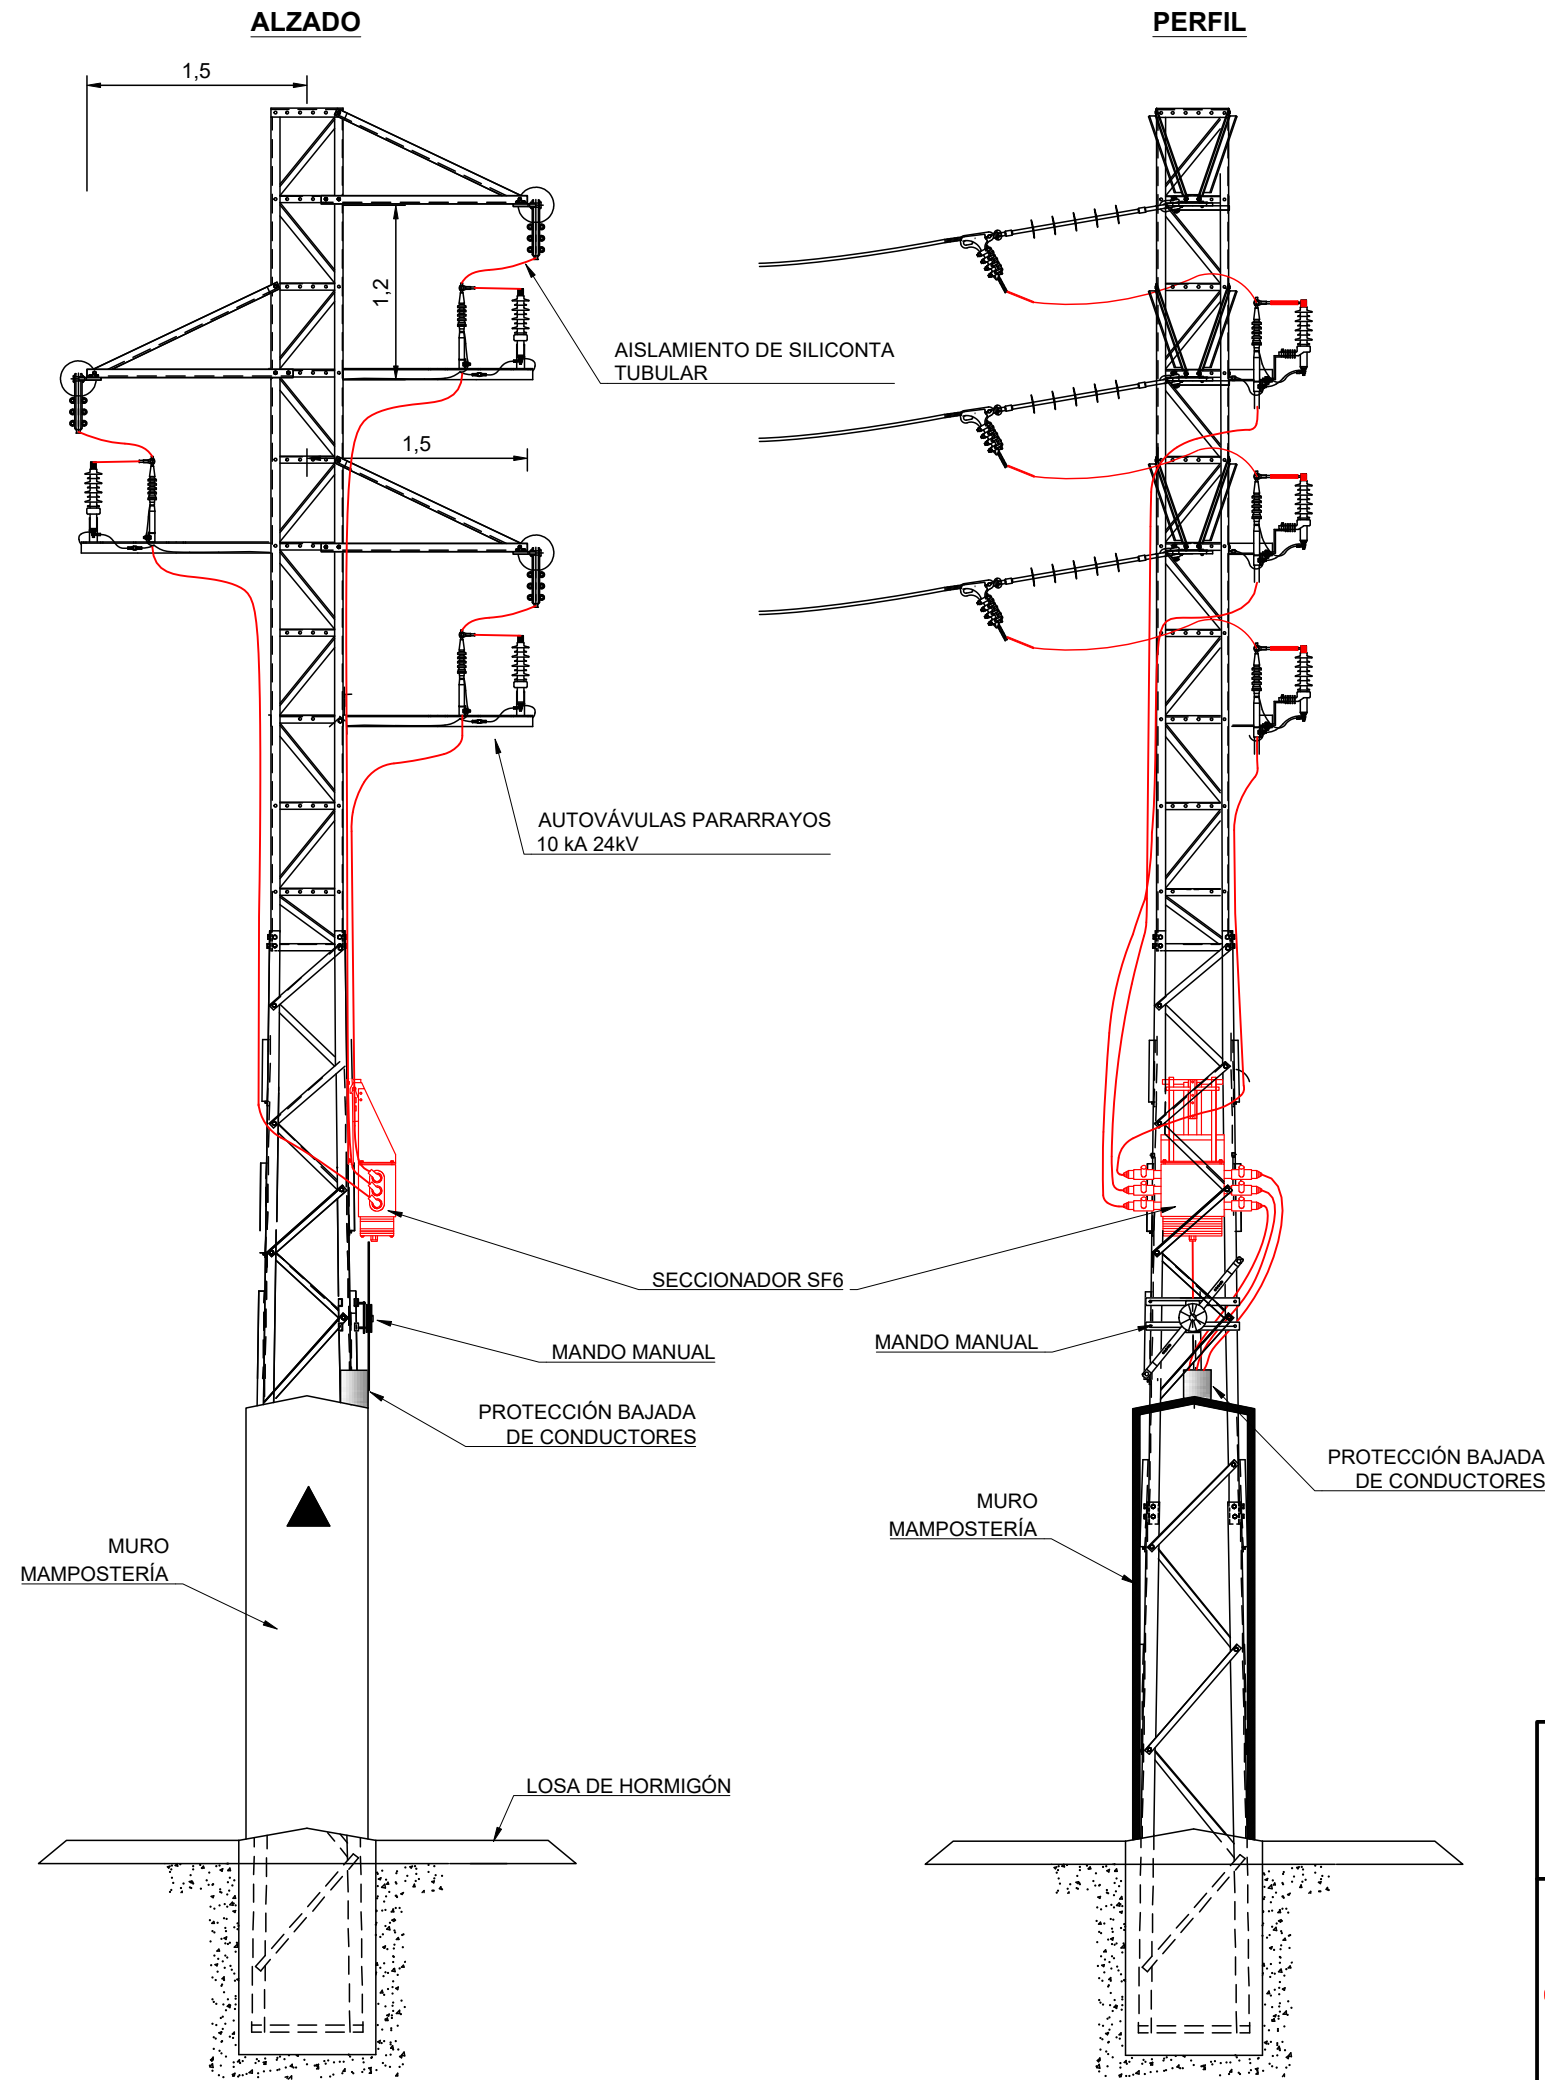 ALZADO
PERFIL
1,5
1,2
AISLAMIENTO DE SILICONTA
TUBULAR
1,5
AUTOVÁVULAS PARARRAYOS
10 kA 24kV
SECCIONADOR SF6
MANDO MANUAL
MANDO MANUAL
PROTECCIÓN BAJADA
DE CONDUCTORES
PROTECCIÓN BAJADA
DE CONDUCTORES
MURO
MAMPOSTERÍA
MURO
MAMPOSTERÍA
LOSA DE HORMIGÓN